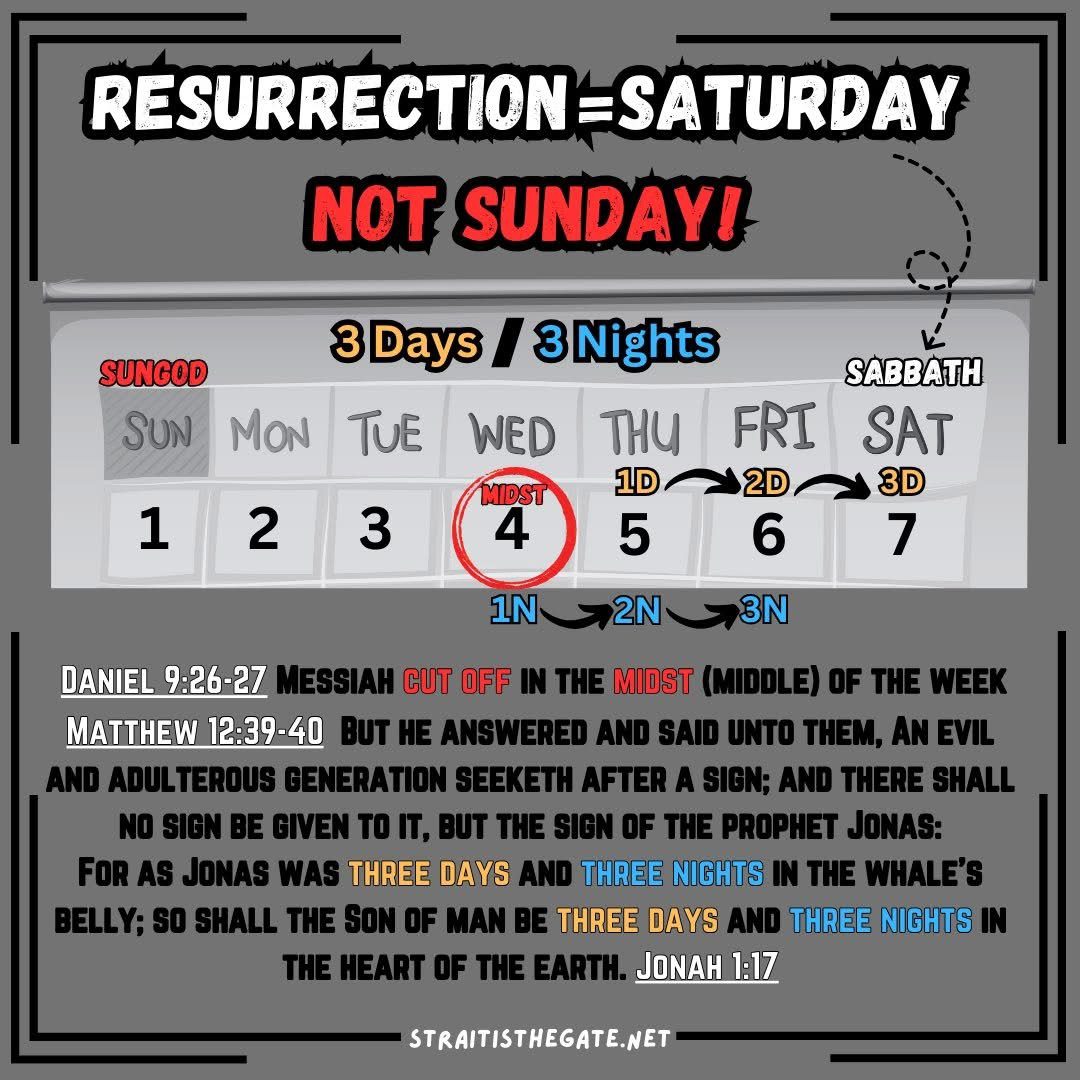 RESURRECTION=SATURDAY
NOT SUNDAY!
3 Days / 3 Nights
SUNGOD SABBATH
SUN MON TUE WED THU FRI SAT
1D 2D 3D
MIDST
1 2 3 4 5 6 7
1N 2N 3N
DANIEL 9:26-27 MESSIAH CUT OFF IN THE MIDST (MIDDLE) OF THE WEEK
MATTHEW 12:39-40 BUT HE ANSWERED AND SAID UNTO THEM, AN EVIL
AND ADULTEROUS GENERATION SEEKETH AFTER A SIGN; AND THERE SHALL
NO SIGN BE GIVEN TO IT, BUT THE SIGN OF THE PROPHET JONAS:
FOR AS JONAS WAS THREE DAYS AND THREE NIGHTS IN THE WHALE'S
BELLY; SO SHALL THE SON OF MAN BE THREE DAYS AND THREE NIGHTS IN
THE HEART OF THE EARTH. JONAH 1:17
STRAITISTHEGATE.NET